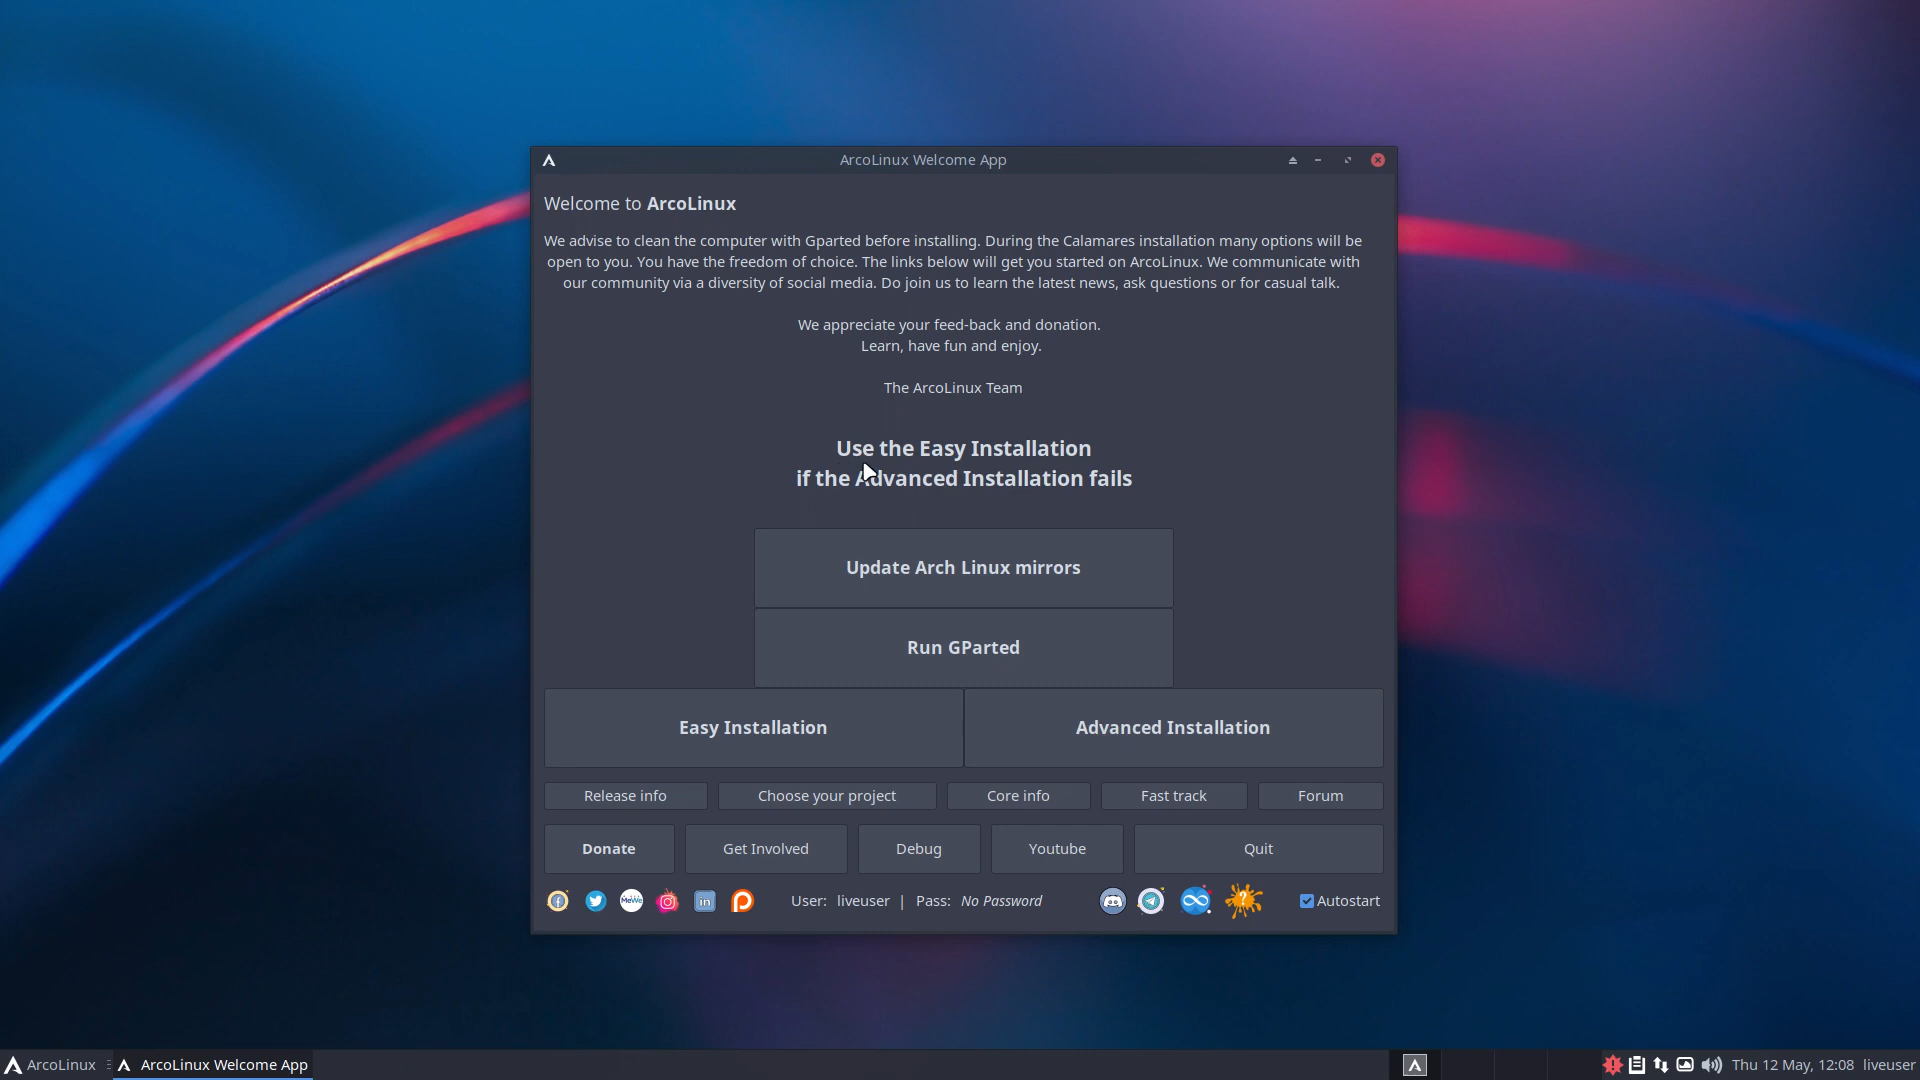 ArcoLinux Welcome App
Welcome to ArcoLinux
We advise to clean the computer with Gparted before installing. During the Calamares installation many options will be
open to you. You have the freedom of choice. The links below will get you started on ArcoLinux. We communicate with
our community via a diversity of social media. Do join us to learn the latest news, ask questions or for casual talk.
We appreciate your feed-back and donation.
Learn, have fun and enjoy.
The ArcoLinux Team
Use the Easy Installation
if the Advanced Installation fails
Update Arch Linux mirrors
Run GParted
Easy Installation Advanced Installation
Release info Choose your project Core info Fast track Forum
Donate Get Involved Debug Youtube Quit
MeWe in User: liveuser | Pass: No Password ? Autostart
ArcoLinux ArcoLinux Welcome App Thu 12 May, 12:08 liveuser